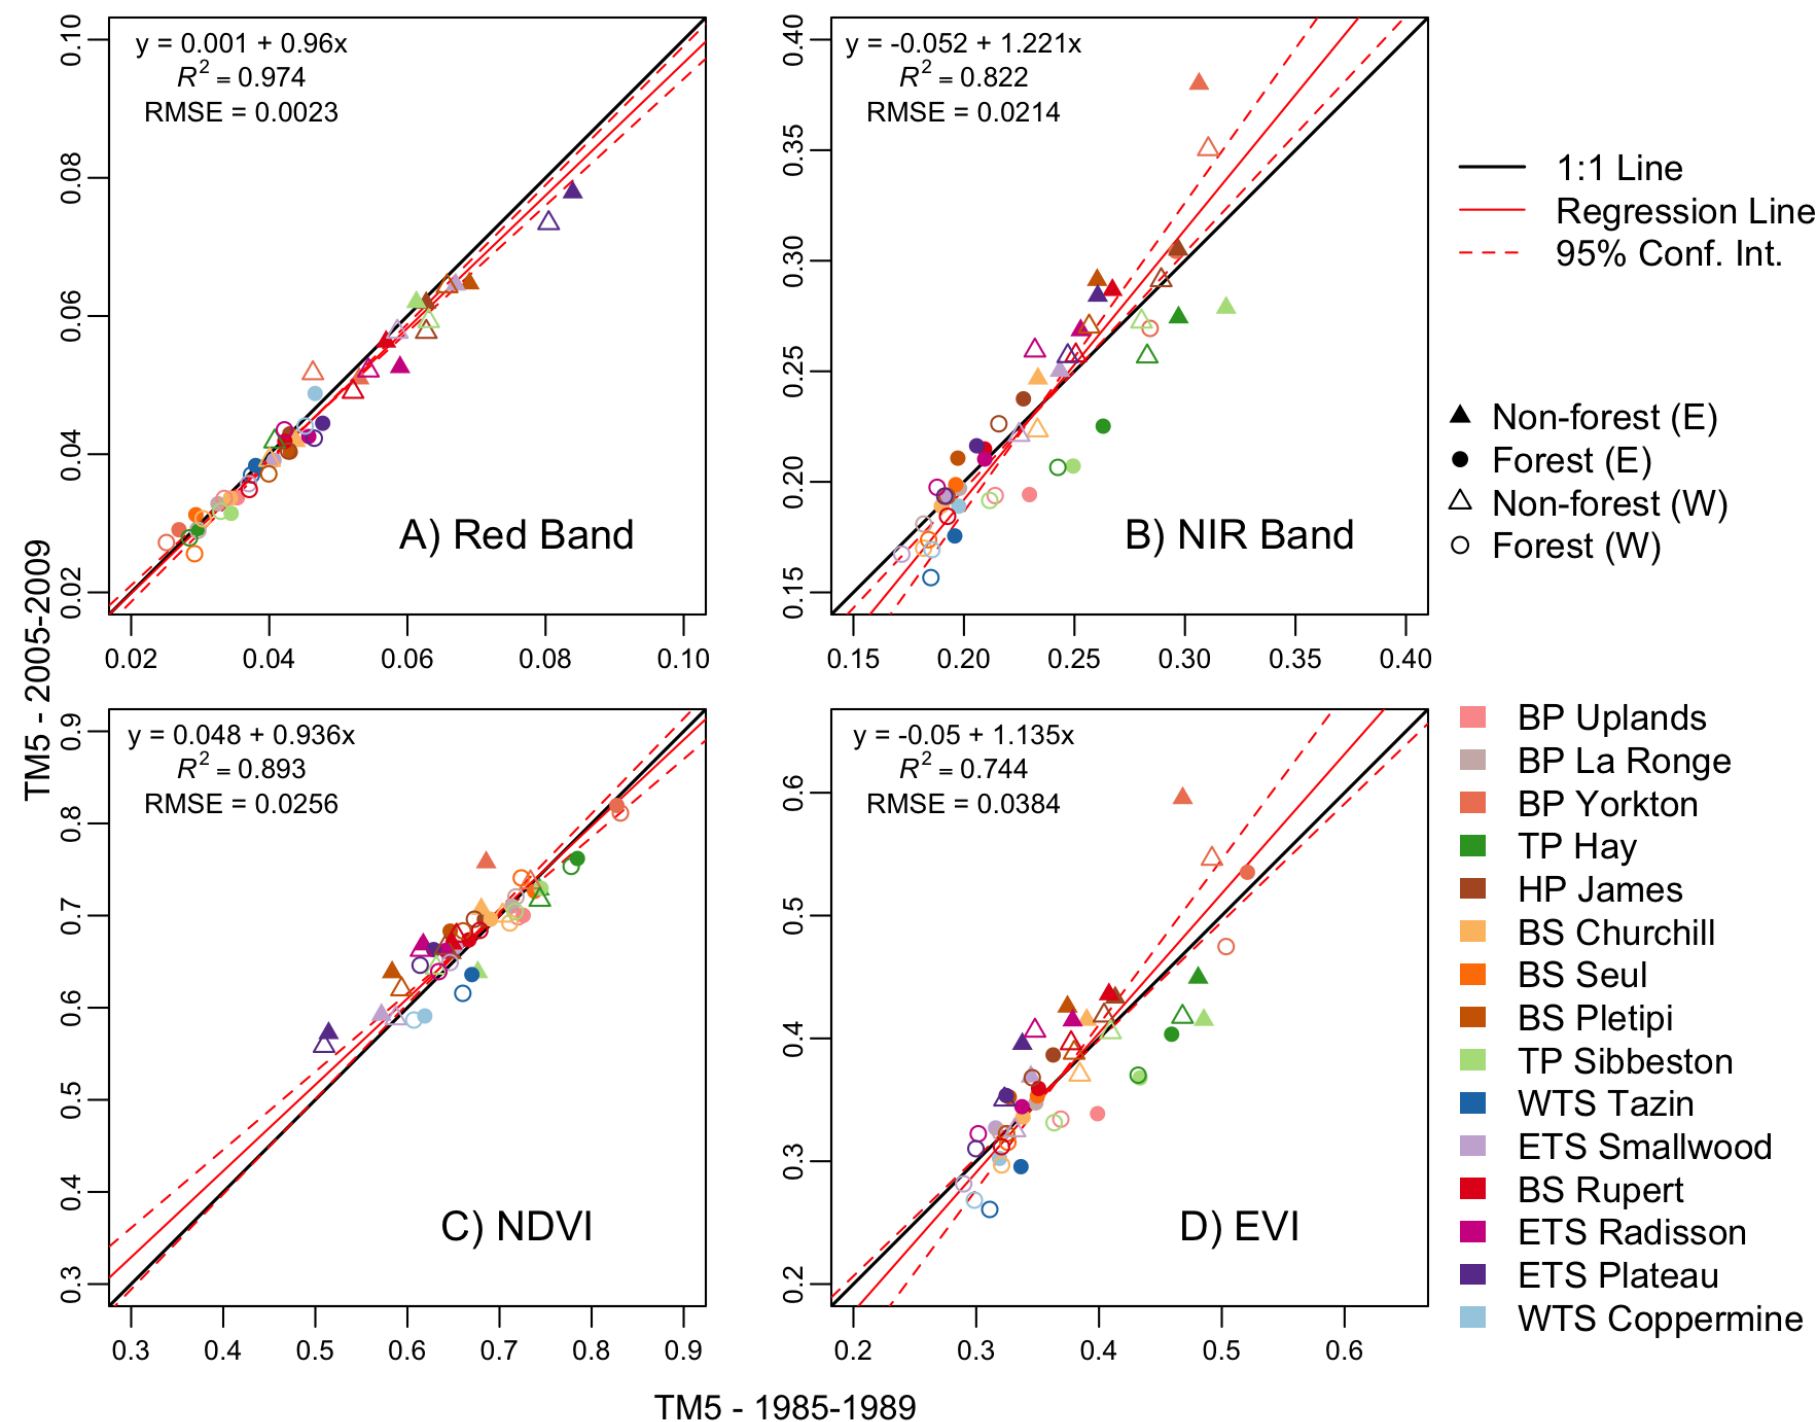 y = 0.001 + 0.96x
R2 = 0.974
RMSE = 0.0023
A) Red Band
0.02 0.04 0.06 0.08 0.10
0.02 0.04 0.06 0.08 0.10
y = -0.052 + 1.221x
R2 = 0.822
RMSE = 0.0214
B) NIR Band
0.15 0.20 0.25 0.30 0.35 0.40
0.15 0.20 0.25 0.30 0.35 0.40
1:1 Line
Regression Line
95% Conf. Int.
Non-forest (E)
Forest (E)
Non-forest (W)
Forest (W)
TM5 - 2005-2009
y = 0.048 + 0.936x
R2 = 0.893
RMSE = 0.0256
C) NDVI
0.3 0.4 0.5 0.6 0.7 0.8 0.9
0.3 0.4 0.5 0.6 0.7 0.8 0.9
y = -0.05 + 1.135x
R2 = 0.744
RMSE = 0.0384
D) EVI
0.2 0.3 0.4 0.5 0.6
0.2 0.3 0.4 0.5 0.6
BP Uplands
BP La Ronge
BP Yorkton
TP Hay
HP James
BS Churchill
BS Seul
BS Pletipi
TP Sibbeston
WTS Tazin
ETS Smallwood
BS Rupert
ETS Radisson
ETS Plateau
WTS Coppermine
TM5 - 1985-1989